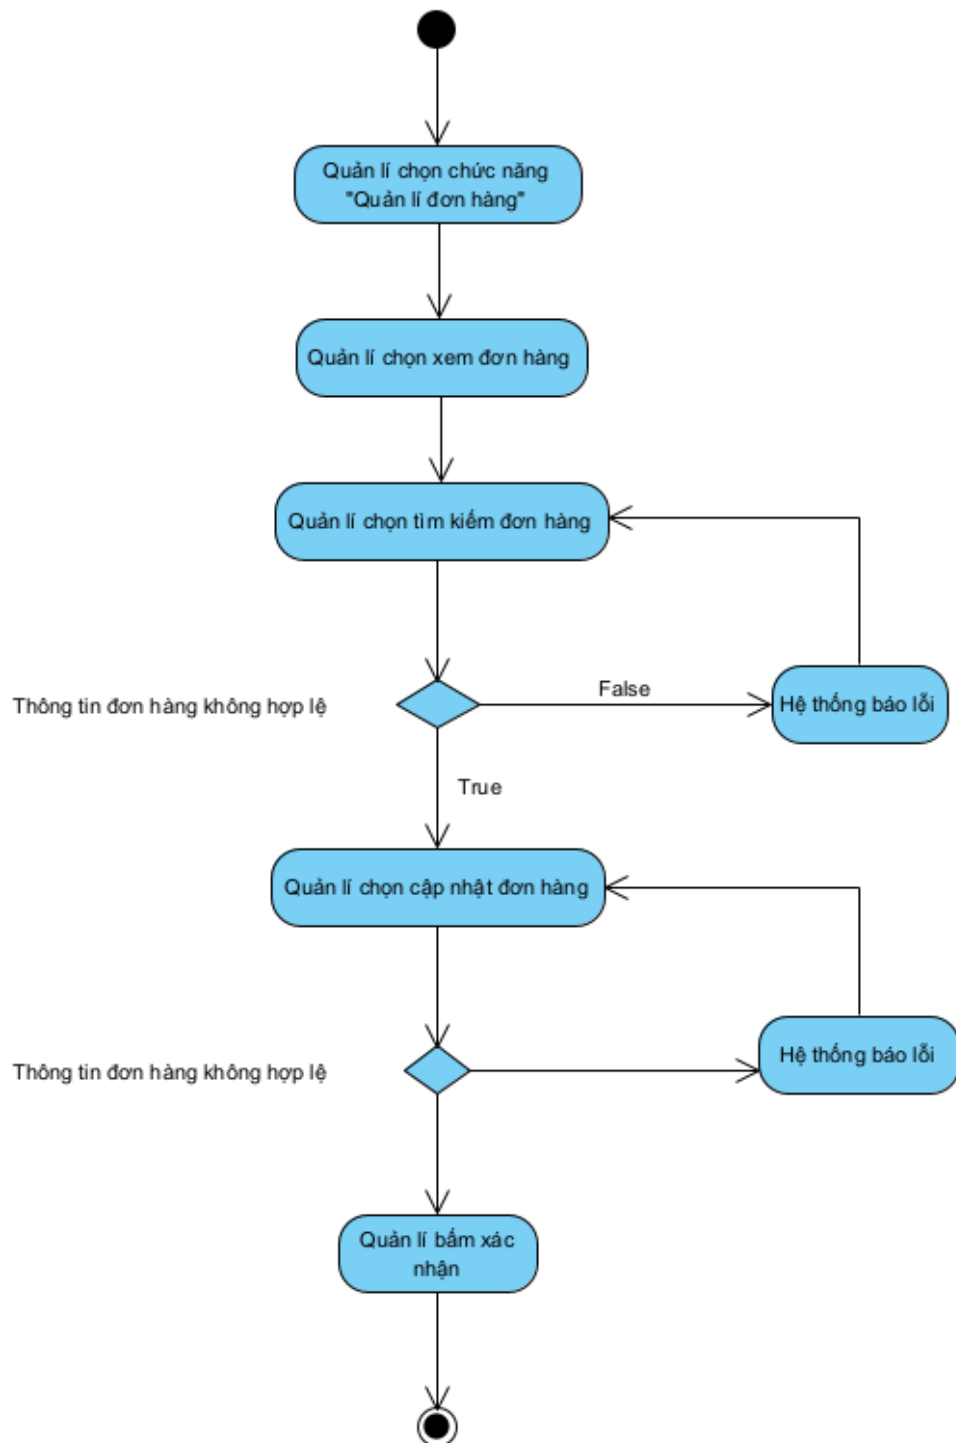 Quản lí chọn chức năng
"Quản lí đơn hàng"
Quản lí chọn xem đơn hàng
Quản lí chọn tìm kiếm đơn hàng
Thông tin đơn hàng không hợp lệ
False
Hệ thống báo lỗi
True
Quản lí chọn cập nhật đơn hàng
Thông tin đơn hàng không hợp lệ
Hệ thống báo lỗi
Quản lí bấm xác
nhận